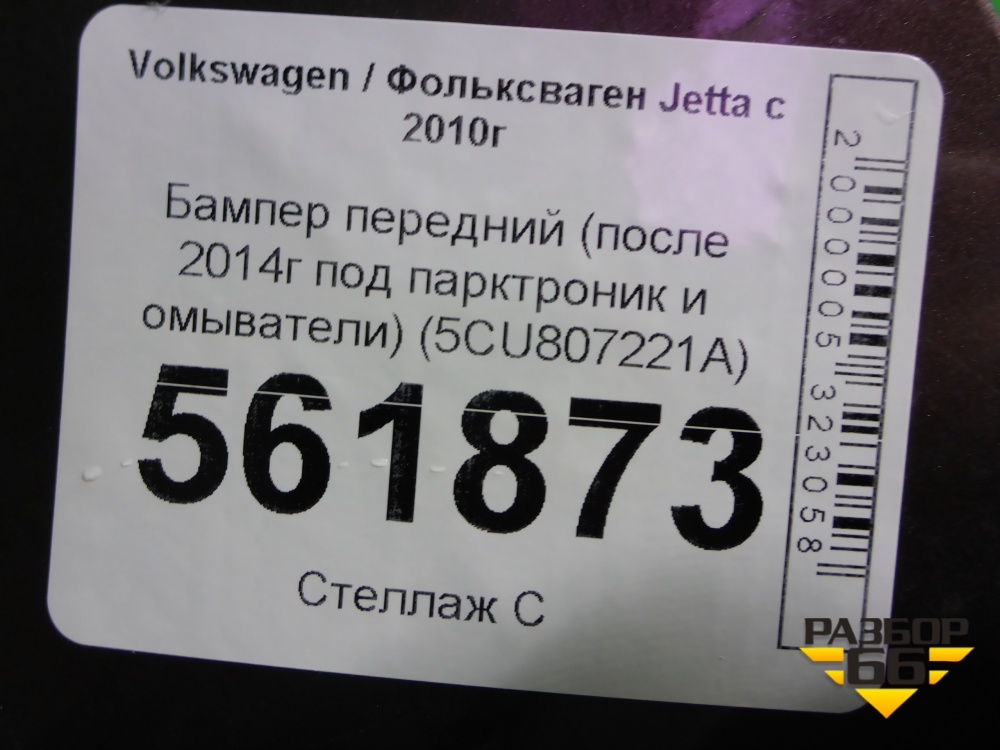 Volkswagen / Фольксваген Jetta с
2010г
Бампер передний (после
2014г под парктроник и
омыватели) (5CU807221A)
561873
Стеллаж С
2000005323058
РАЗБОР
66